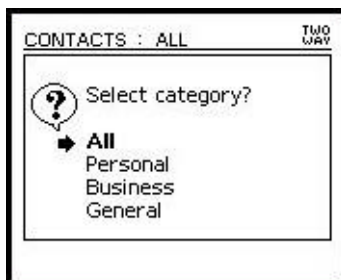 CONTACTS : ALL
TWO
WAY
?
Select category?
All
Personal
Business
General